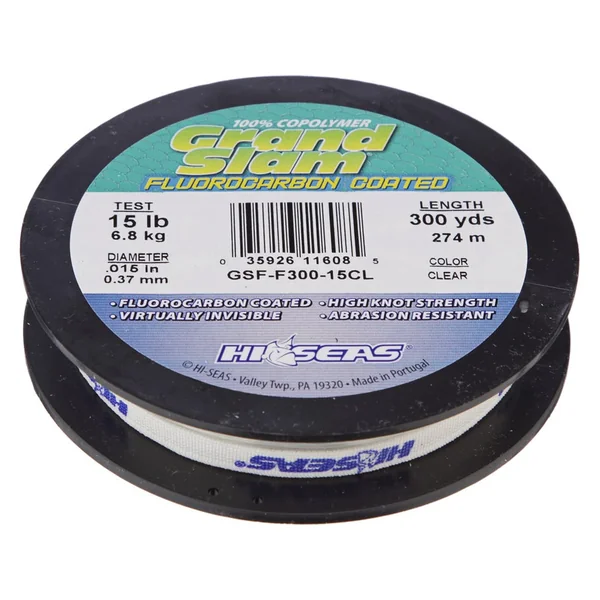 100% COPOLYMER
Grand
Slam
FLUOROCARBON COATED
TEST
15 lb
6.8 kg
DIAMETER
.015 in
0.37 mm
0 35926 11608 5
GSF-F300-15CL
LENGTH
300 yds
274 m
COLOR
CLEAR
• FLUOROCARBON COATED • HIGH KNOT STRENGTH
• VIRTUALLY INVISIBLE • ABRASION RESISTANT
HI-SEAS®
© HI-SEAS • Valley Twp., PA 19320 • Made in Portugal
HI-SEAS®